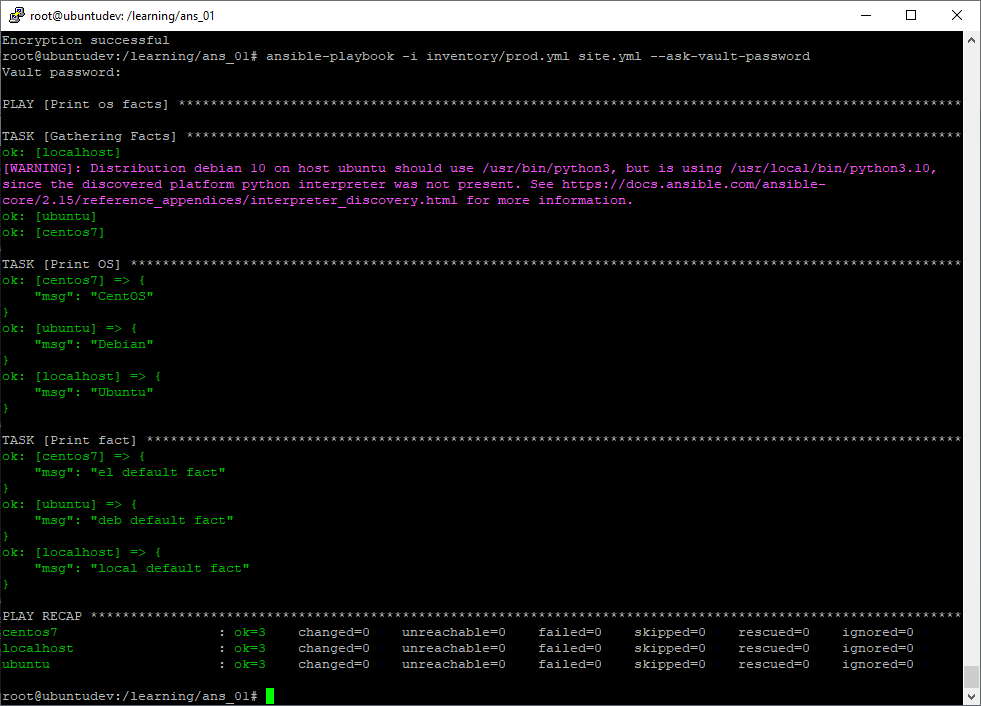 root@ubuntudev: /learning/ans_01
Encryption successful
root@ubuntudev:/learning/ans_01# ansible-playbook -i inventory/prod.yml site.yml --ask-vault-password
Vault password:
PLAY [Print os facts] **************************************************************************************************
TASK [Gathering Facts] *************************************************************************************************
ok: [localhost]
[WARNING]: Distribution debian 10 on host ubuntu should use /usr/bin/python3, but is using /usr/local/bin/python3.10,
since the discovered platform python interpreter was not present. See https://docs.ansible.com/ansible-
core/2.15/reference_appendices/interpreter_discovery.html for more information.
ok: [ubuntu]
ok: [centos7]
TASK [Print OS] ********************************************************************************************************
ok: [centos7] => {
    "msg": "CentOS"
}
ok: [ubuntu] => {
    "msg": "Debian"
}
ok: [localhost] => {
    "msg": "Ubuntu"
}
TASK [Print fact] ******************************************************************************************************
ok: [centos7] => {
    "msg": "el default fact"
}
ok: [ubuntu] => {
    "msg": "deb default fact"
}
ok: [localhost] => {
    "msg": "local default fact"
}
PLAY RECAP *************************************************************************************************************
centos7                    : ok=3    changed=0    unreachable=0    failed=0    skipped=0    rescued=0    ignored=0
localhost                  : ok=3    changed=0    unreachable=0    failed=0    skipped=0    rescued=0    ignored=0
ubuntu                     : ok=3    changed=0    unreachable=0    failed=0    skipped=0    rescued=0    ignored=0
root@ubuntudev:/learning/ans_01#